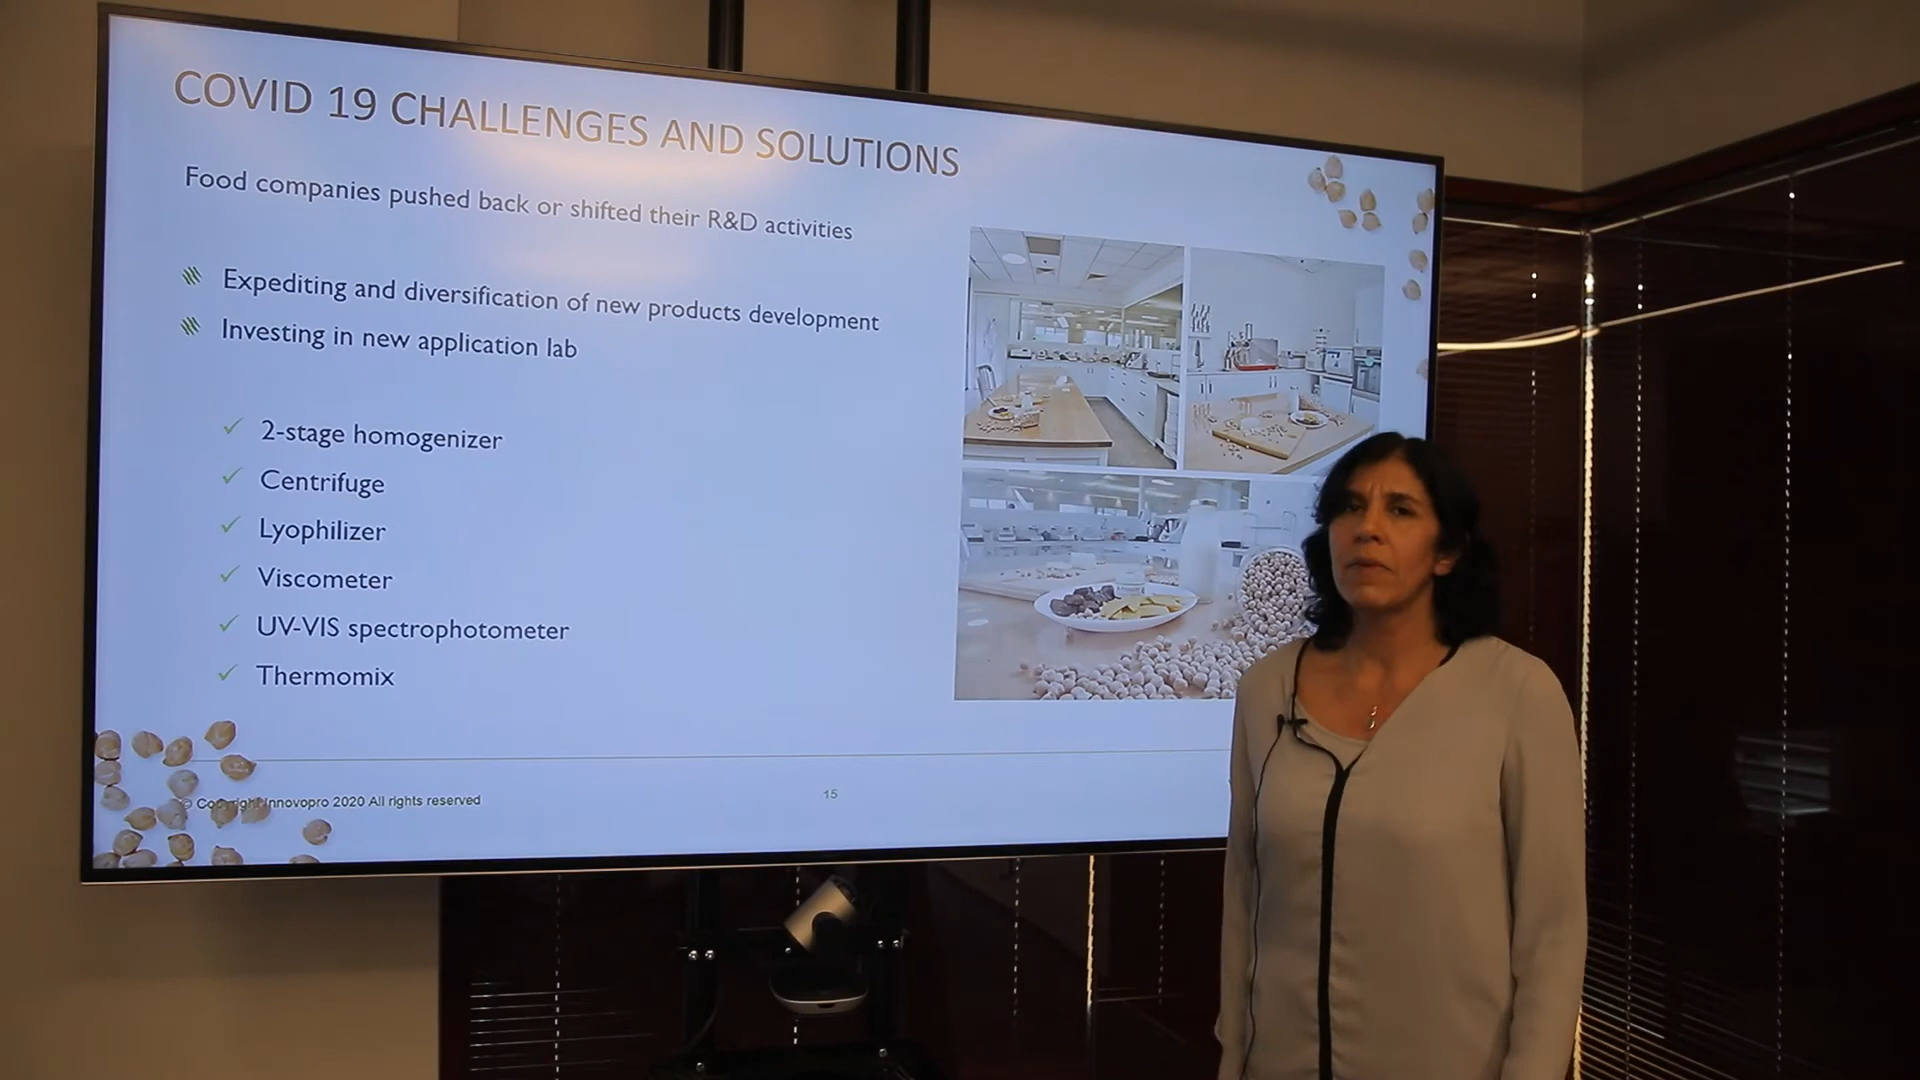 COVID 19 CHALLENGES AND SOLUTIONS
Food companies pushed back or shifted their R&D activities
Expediting and diversification of new products development
Investing in new application lab
2-stage homogenizer
Centrifuge
Lyophilizer
Viscometer
UV-VIS spectrophotometer
Thermomix
© Copyright Innovopro 2020 All rights reserved
15